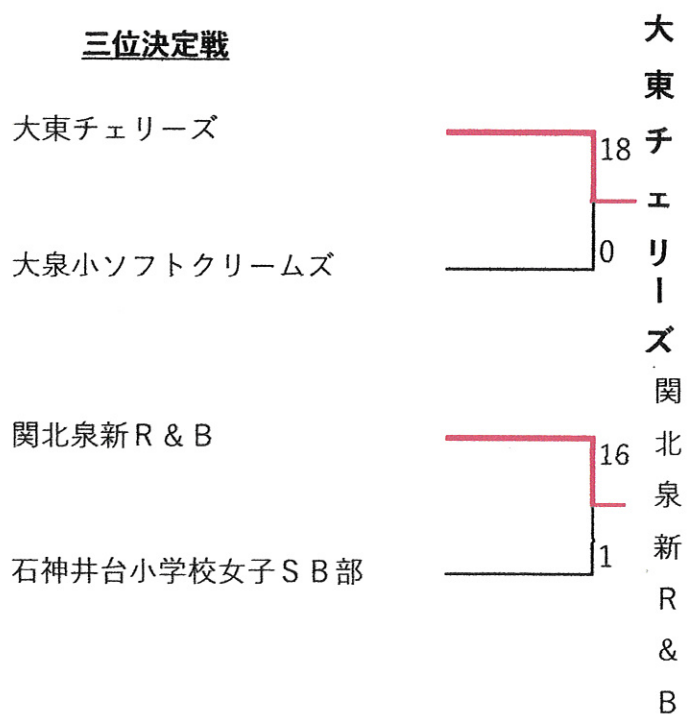 三位決定戦
大東チェリーズ
18
0
大泉小ソフトクリームズ
大東チェリーズ
関北泉新R & B
16
1
石神井台小学校女子SB部
関北泉新R&B